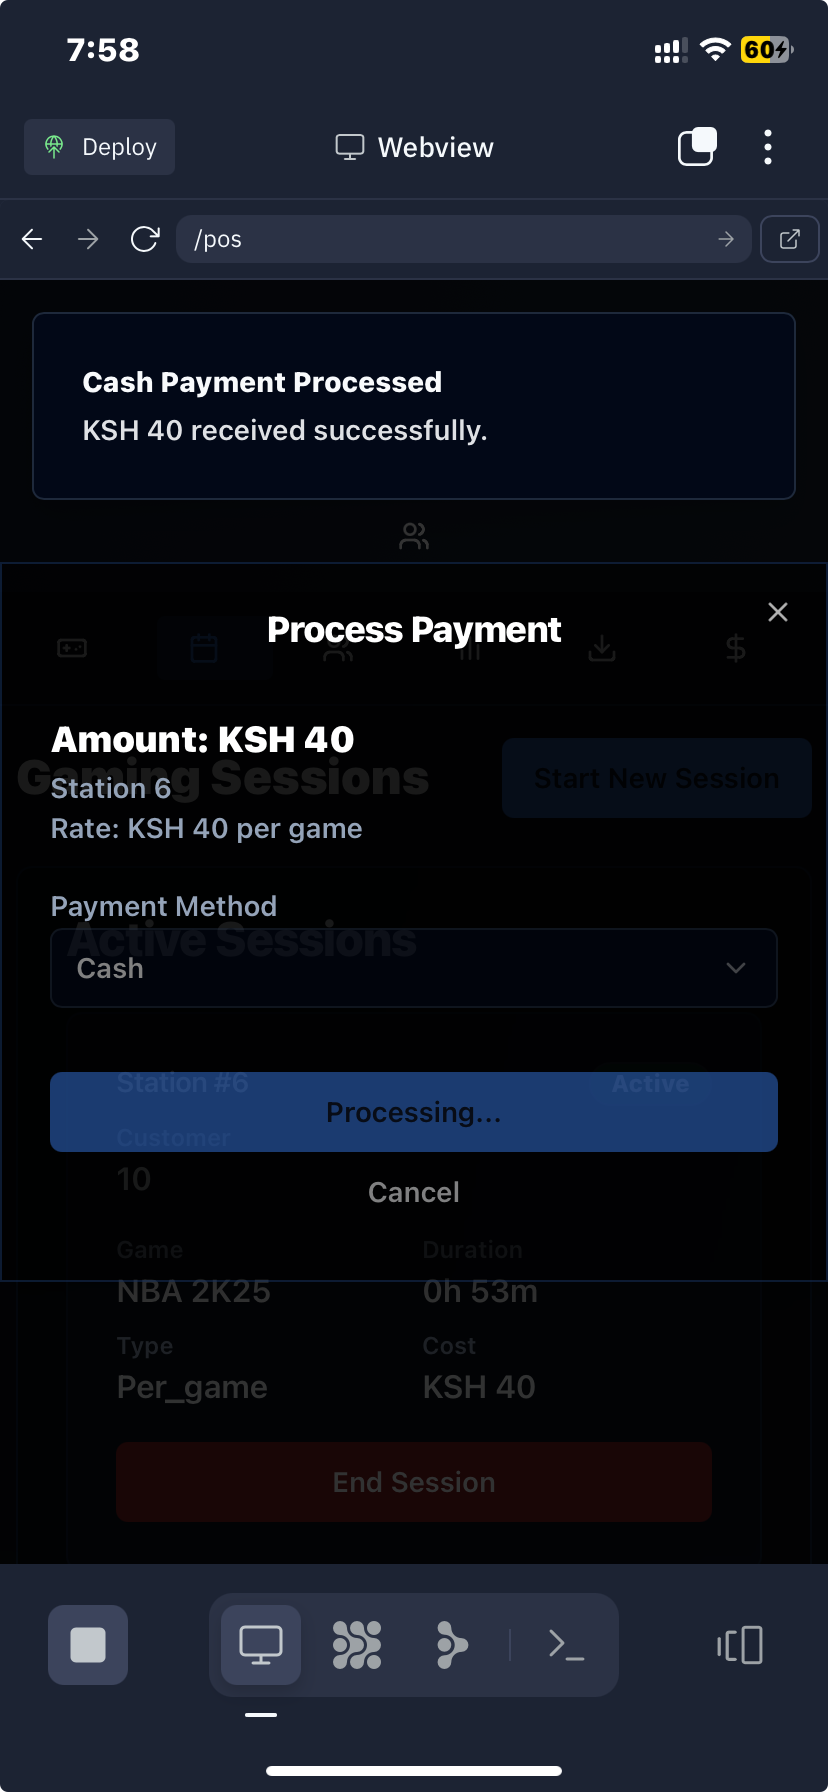 7:58
60
Deploy
Webview
/pos
Cash Payment Processed
KSH 40 received successfully.
Process Payment
Amount: KSH 40
Gaming Sessions
Start New Session
Station 6
Rate: KSH 40 per game
Payment Method
Active Sessions
Cash
Station #6
Active
Processing...
Customer
10
Cancel
Game
Duration
NBA 2K25
0h 53m
Type
Cost
Per_game
KSH 40
End Session